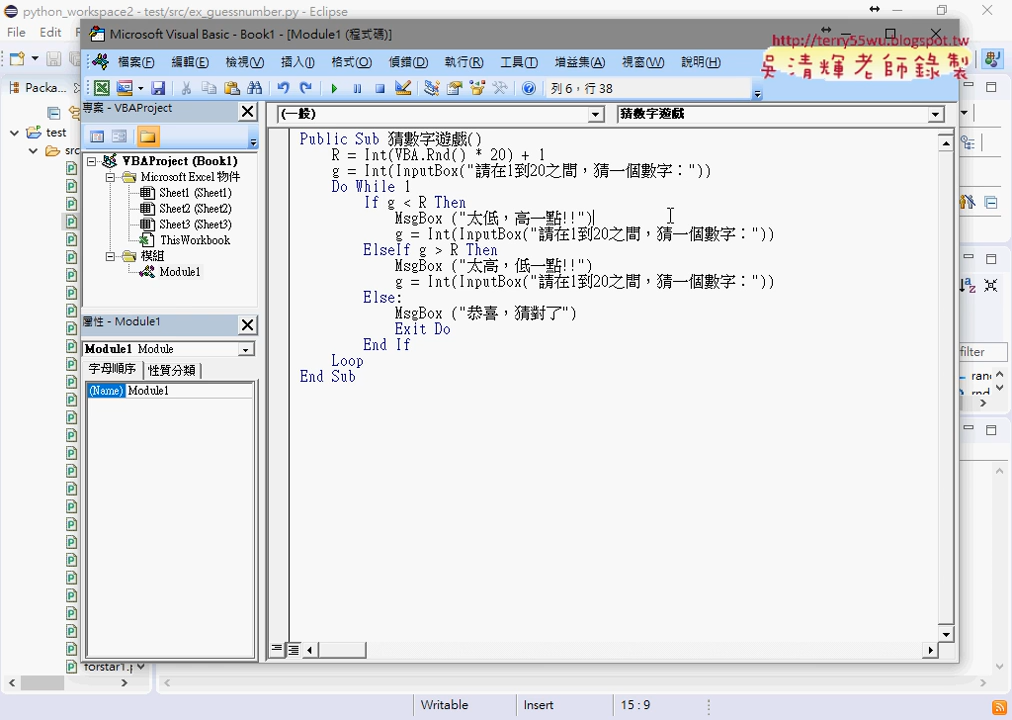 python_workspace2 - test/src/ex_guessnumber.py - Eclipse
File Edit
Microsoft Visual Basic - Book1 - [Module1 (程式碼)]
http://terry55wu.blogspot.tw
吳清輝老師錄製
檔案(F) 編輯(E) 檢視(V) 插入(I) 格式(O) 偵錯(D) 執行(R) 工具(T) 增益集(A) 視窗(W) 說明(H)
列 6，行 38
Packa...
test
src
forstar1.p
專案 - VBAProject
VBAProject (Book1)
Microsoft Excel 物件
Sheet1 (Sheet1)
Sheet2 (Sheet2)
Sheet3 (Sheet3)
ThisWorkbook
模組
Module1
屬性 - Module1
Module1 Module
字母順序 性質分類
(Name) Module1
(一般) 猜數字遊戲
Public Sub 猜數字遊戲()
R = Int(VBA.Rnd() * 20) + 1
g = Int(InputBox("請在1到20之間，猜一個數字："))
Do While 1
If g < R Then
MsgBox ("太低，高一點!!")
g = Int(InputBox("請在1到20之間，猜一個數字："))
ElseIf g > R Then
MsgBox ("太高，低一點!!")
g = Int(InputBox("請在1到20之間，猜一個數字："))
Else:
MsgBox ("恭喜，猜對了")
Exit Do
End If
Loop
End Sub
filter
ran
rnd
Writable Insert 15 : 9